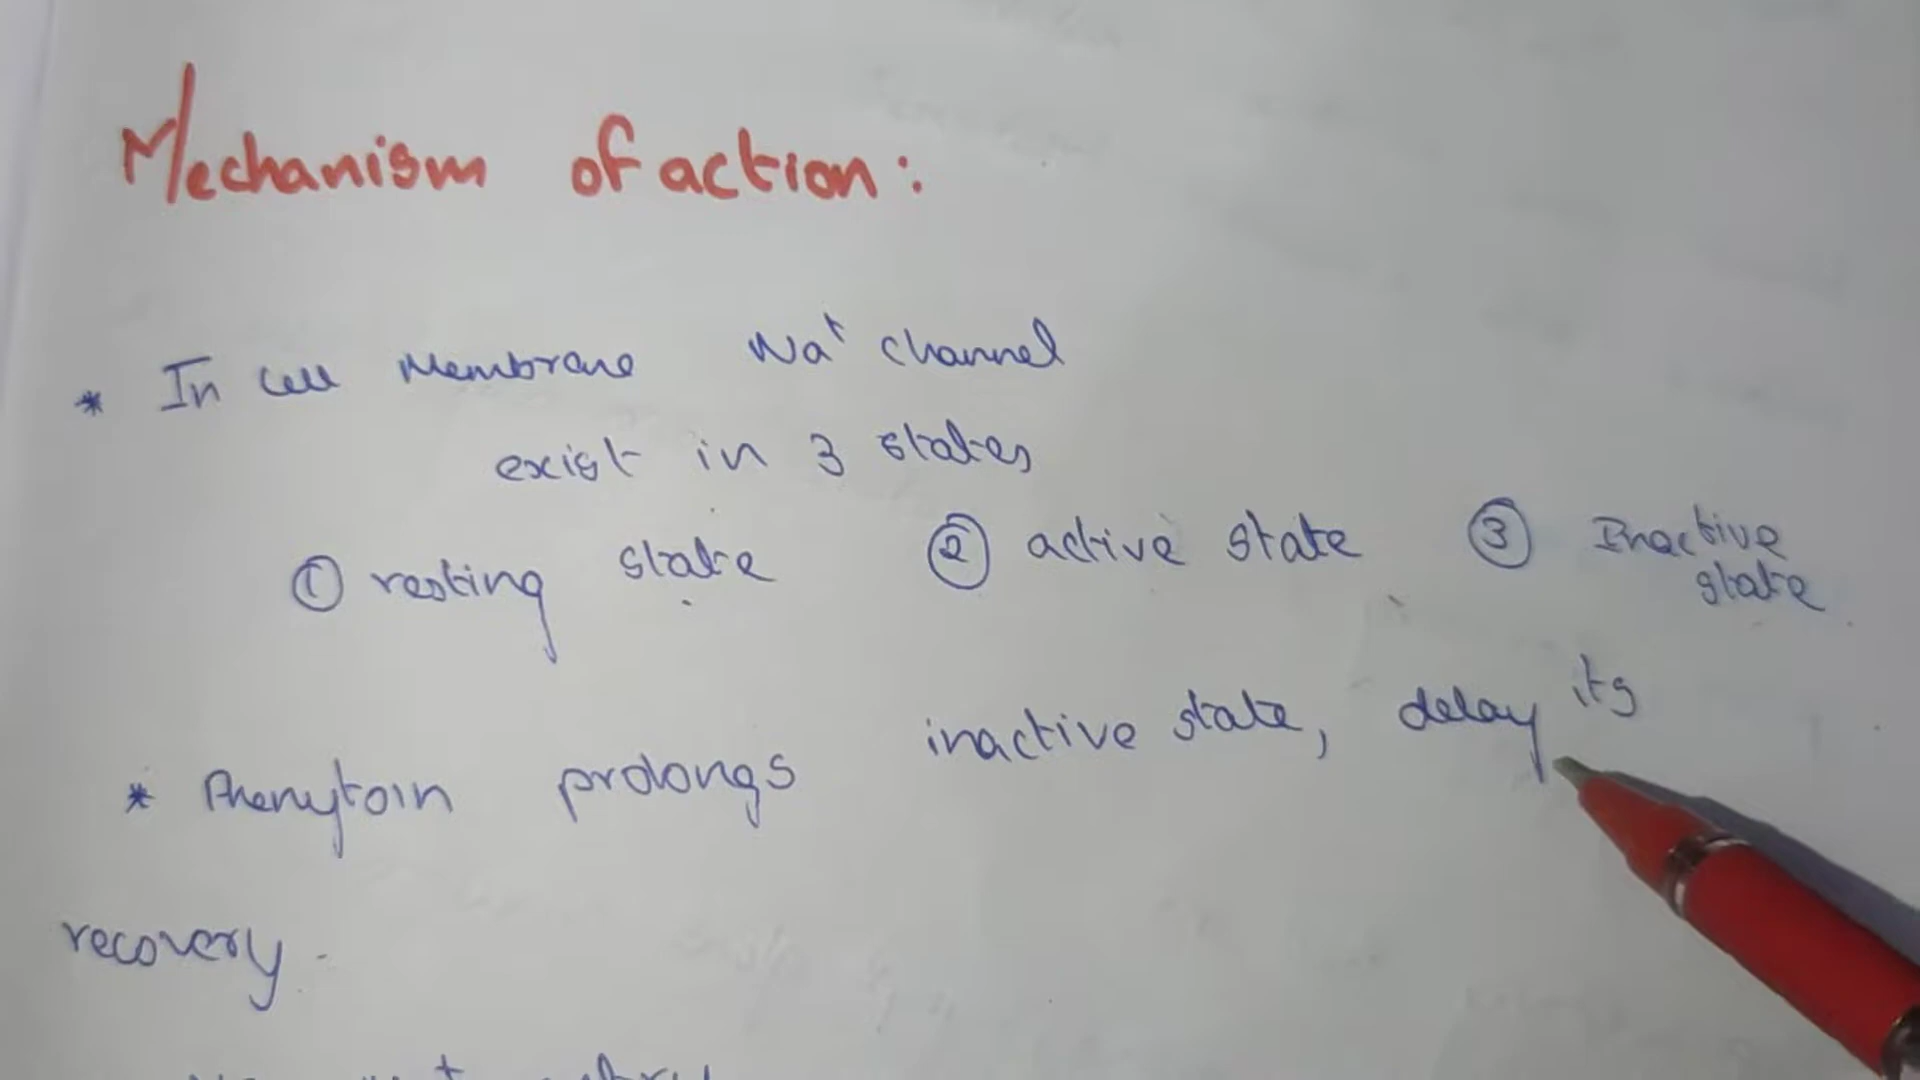 Mechanism of action:
* In cell Membrane Na+ channel
exist in 3 states
① resting state ② active state ③ Inactive
state
* Phenytoin prolongs inactive state, delay its
recovery.